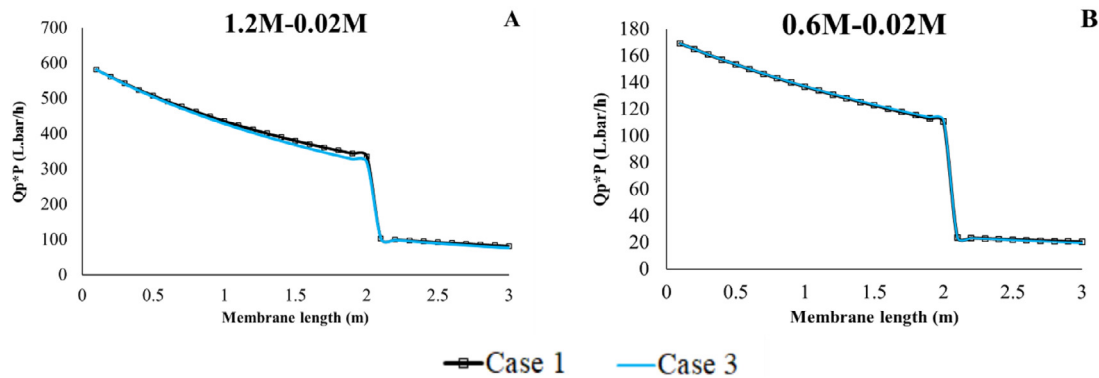 1.2M-0.02M
A
700
600
500
400
300
200
100
0
Qp*P (L.bar/h)
0 0.5 1 1.5 2 2.5 3
Membrane length (m)
0.6M-0.02M
B
180
160
140
120
100
80
60
40
20
0
Qp*P (L.bar/h)
0 0.5 1 1.5 2 2.5 3
Membrane length (m)
Case 1 Case 3